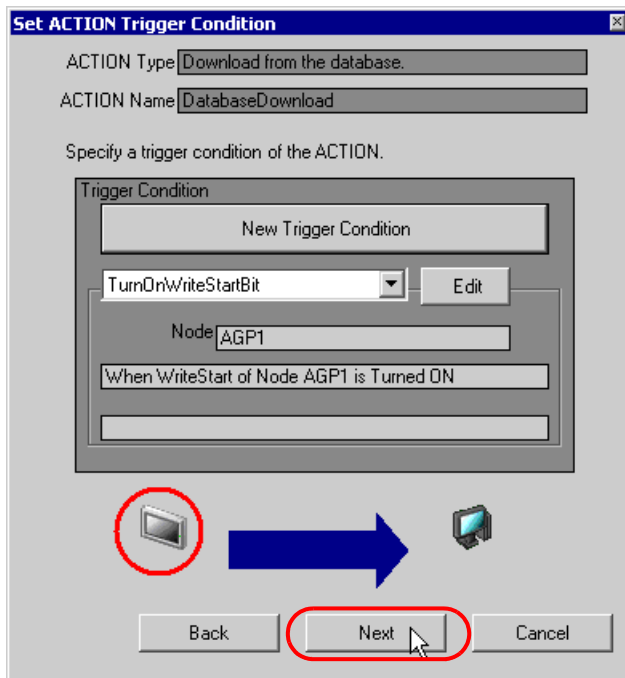 Set ACTION Trigger Condition
ACTION Type Download from the database.
ACTION Name DatabaseDownload
Specify a trigger condition of the ACTION.
Trigger Condition
New Trigger Condition
TurnOnWriteStartBit Edit
Node AGP1
When WriteStart of Node AGP1 is Turned ON
Back Next Cancel